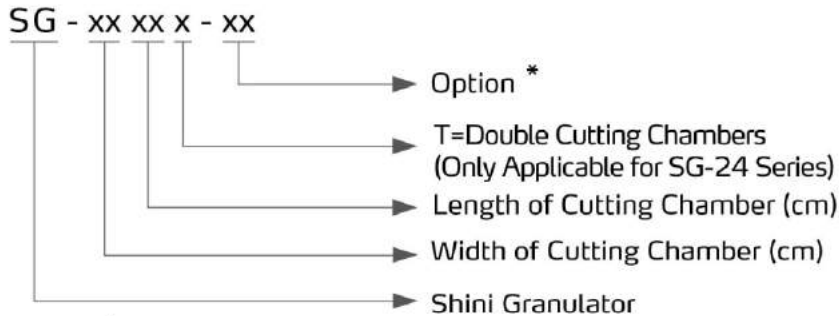 SG - xx xx x - xx
Option *
T=Double Cutting Chambers
(Only Applicable for SG-24 Series)
Length of Cutting Chamber (cm)
Width of Cutting Chamber (cm)
Shini Granulator